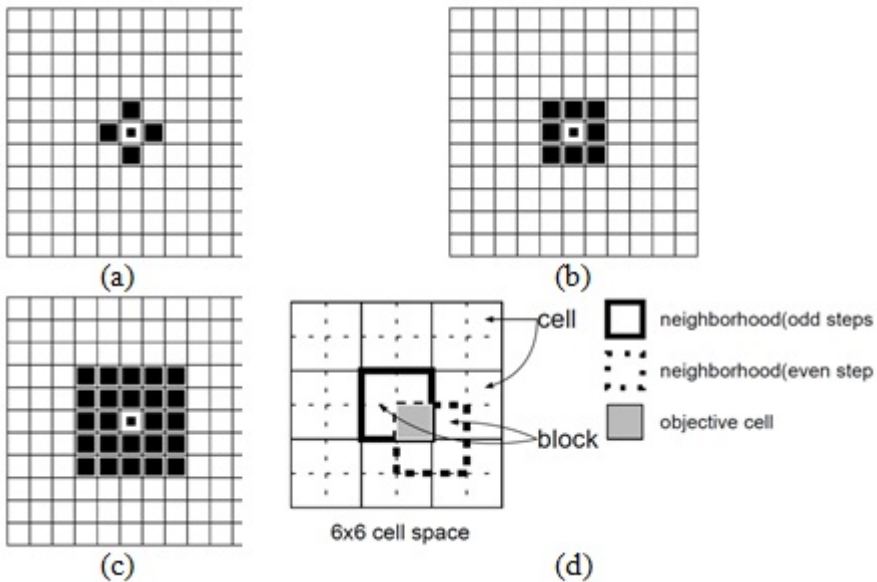 (a)
(b)
cell
neighborhood(odd steps
neighborhood(even step
block
objective cell
6x6 cell space
(c)
(d)